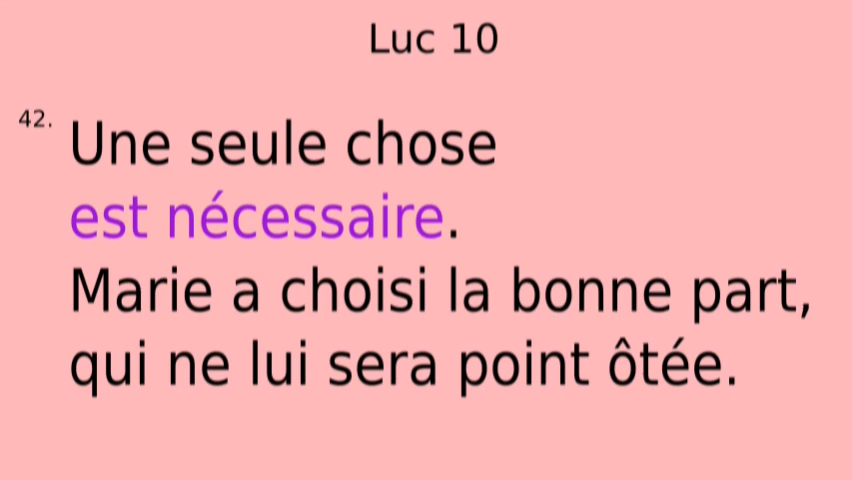 Luc 10
42. Une seule chose
est nécessaire.
Marie a choisi la bonne part,
qui ne lui sera point ôtée.